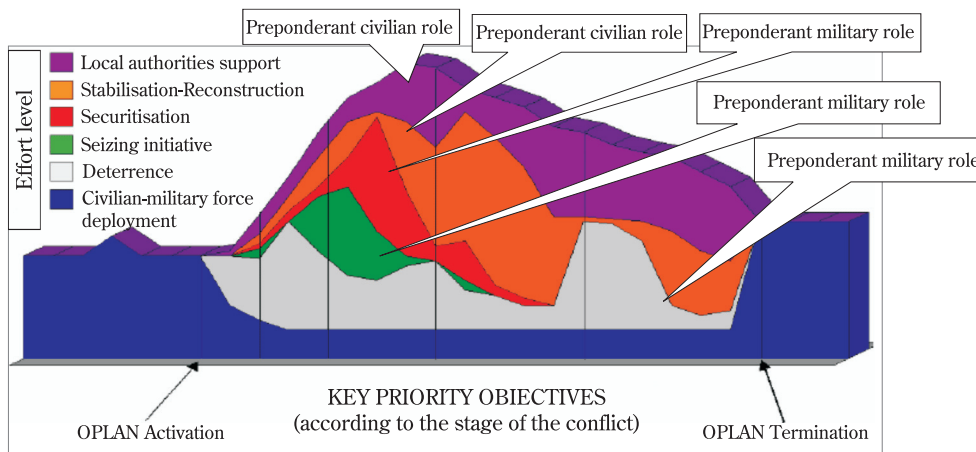 Preponderant civilian role
Preponderant civilian role
Preponderant military role
Local authorities support
Stabilisation-Reconstruction
Securitisation
Seizing initiative
Deterrence
Civilian-military force
deployment
Effort level
Preponderant military role
Preponderant military role
KEY PRIORITY OBJECTIVES
(according to the stage of the conflict)
OPLAN Activation
OPLAN Termination